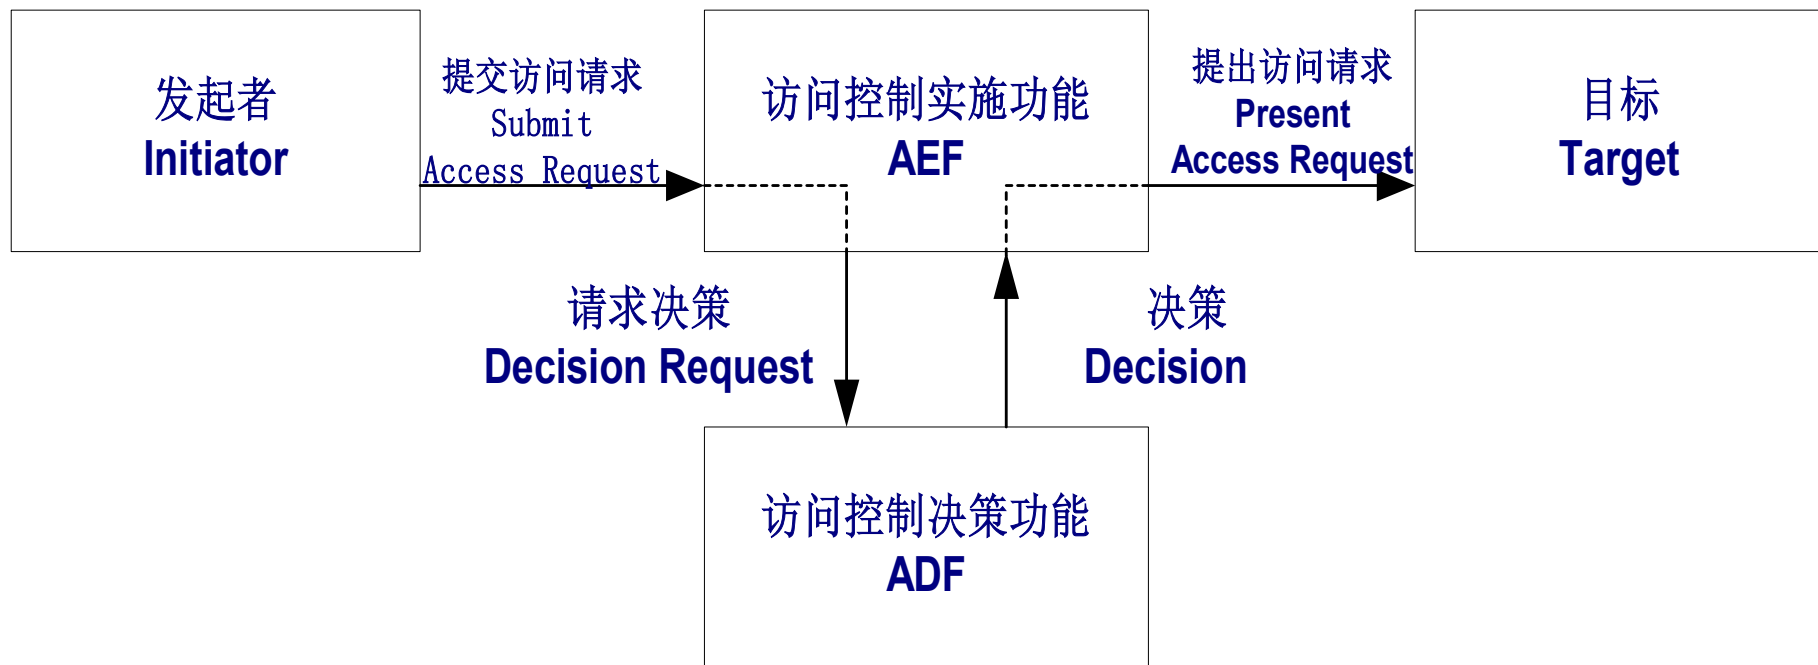 发起者
Initiator
提交访问请求
Submit
Access Request
访问控制实施功能
AEF
提出访问请求
Present
Access Request
目标
Target
请求决策
Decision Request
决策
Decision
访问控制决策功能
ADF